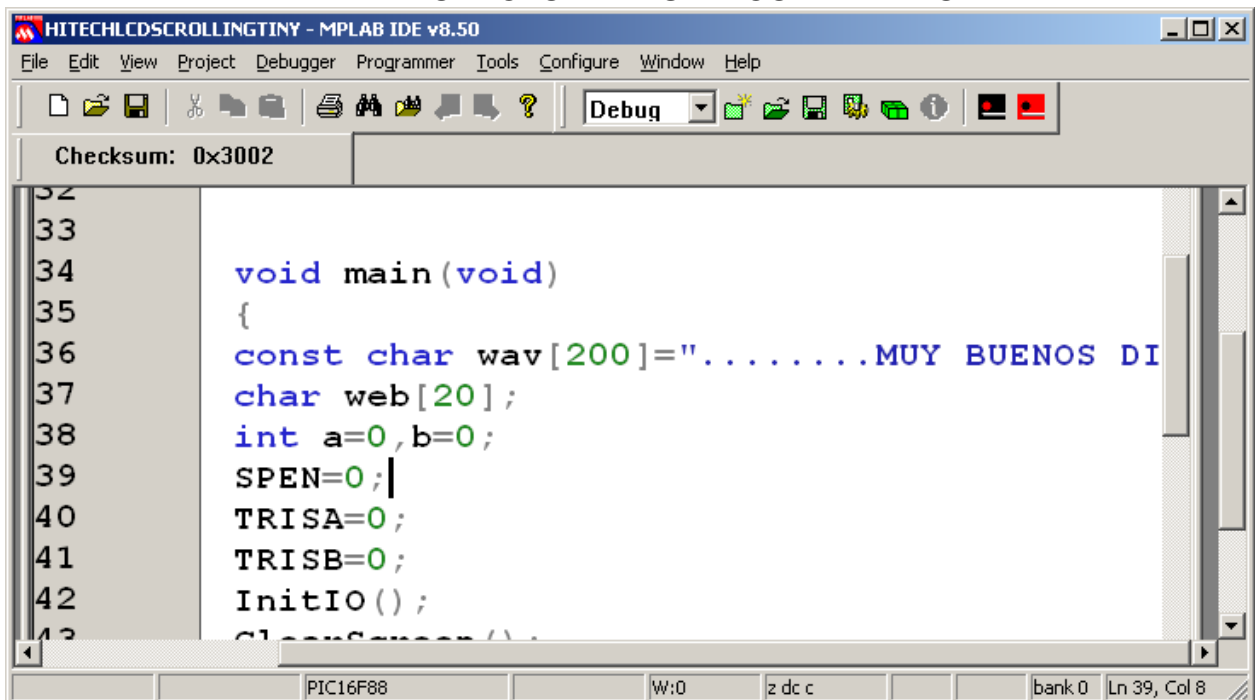 HITECHLCDSCROLLINGTINY - MPLAB IDE v8.50
File Edit View Project Debugger Programmer Tools Configure Window Help
Debug
Checksum: 0x3002
32
33
34 void main(void)
35 {
36 const char wav[200]="........MUY BUENOS DI
37 char web[20];
38 int a=0,b=0;
39 SPEN=0;
40 TRISA=0;
41 TRISB=0;
42 InitIO();
43 ClearScreen();
PIC16F88 W:0 z dc c bank 0 Ln 39, Col 8